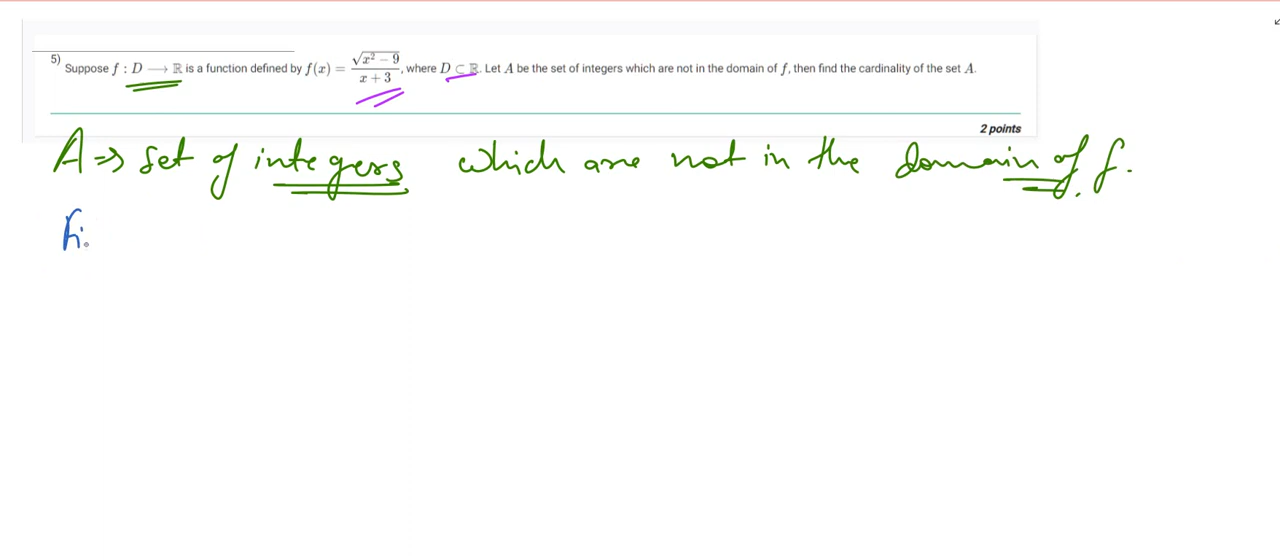 5)
Suppose f : D ⟶ ℝ is a function defined by f(x) = √(x² − 9) / (x + 3), where D ⊂ ℝ. Let A be the set of integers which are not in the domain of f, then find the cardinality of the set A.
2 points
A ⇒ set of integers which are not in the domain of f.